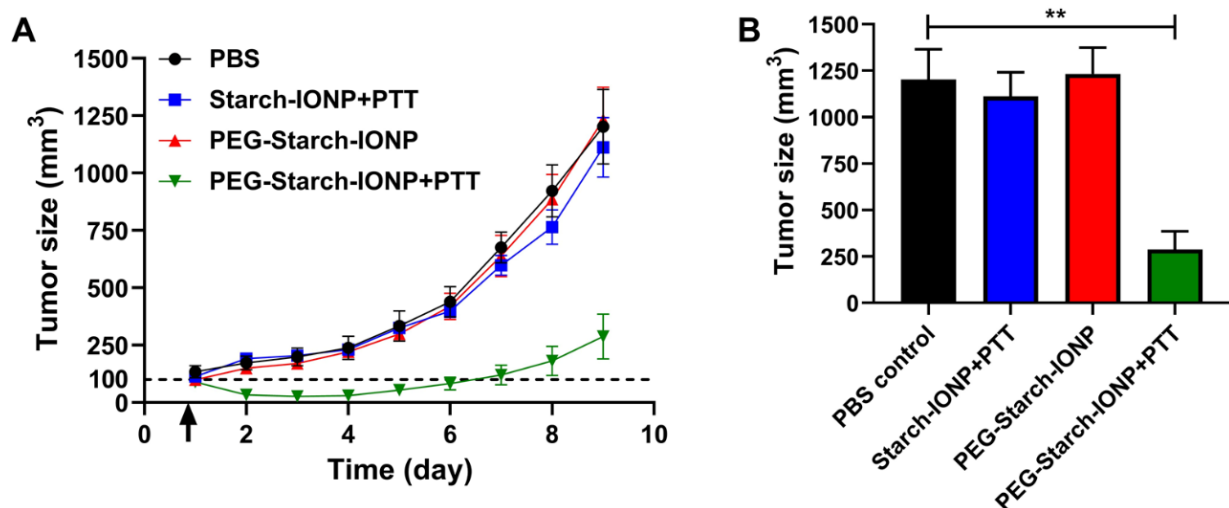 A
Tumor size (mm³)
1500
1250
1000
750
500
250
100
0
PBS
Starch-IONP+PTT
PEG-Starch-IONP
PEG-Starch-IONP+PTT
0
2
4
6
8
10
Time (day)
B
**
Tumor size (mm³)
1500
1250
1000
750
500
250
0
PBS control
Starch-IONP+PTT
PEG-Starch-IONP
PEG-Starch-IONP+PTT